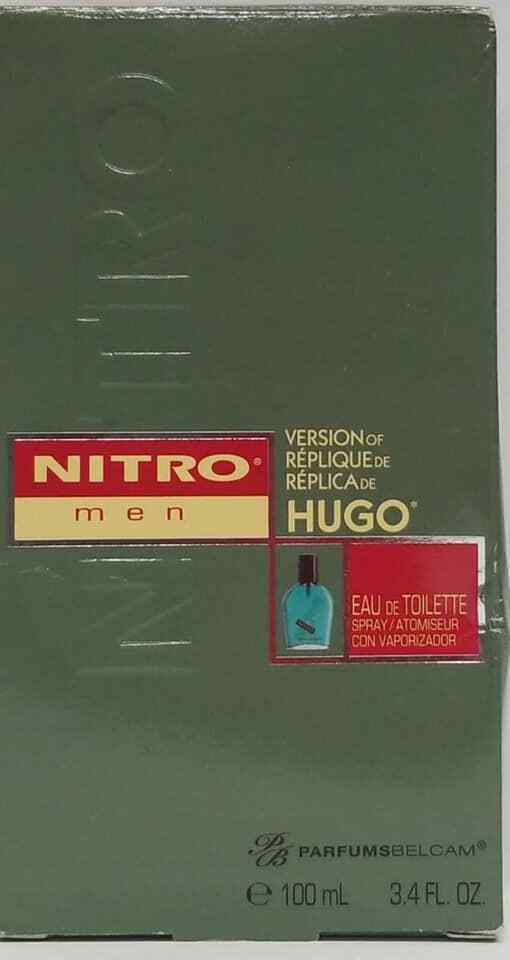 NITRO
NITRO®
men
VERSION OF
RÉPLIQUE DE
RÉPLICA DE
HUGO®
EAU DE TOILETTE
SPRAY/ATOMISEUR
CON VAPORIZADOR
PB PARFUMSBELCAM®
℮ 100 mL 3.4 FL. OZ.